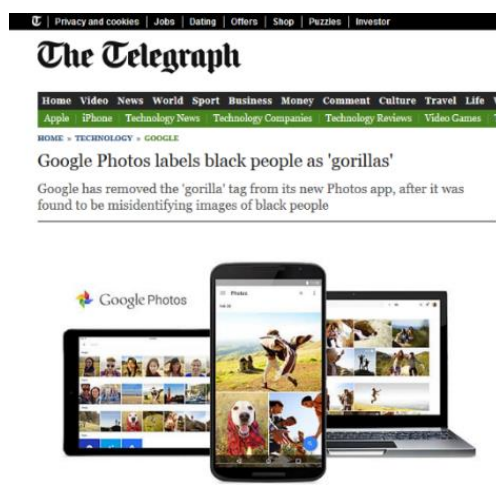 Privacy and cookies | Jobs | Dating | Offers | Shop | Puzzles | Investor
The Telegraph
Home Video News World Sport Business Money Comment Culture Travel Life
Apple | iPhone | Technology News | Technology Companies | Technology Reviews | Video Games |
HOME » TECHNOLOGY » GOOGLE
Google Photos labels black people as 'gorillas'
Google has removed the 'gorilla' tag from its new Photos app, after it was
found to be misidentifying images of black people
Google Photos
Photos